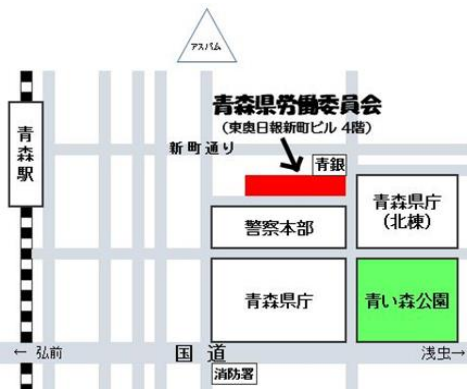 アスパム
青森県労働委員会
(東奥日報新町ビル 4階)
新町通り
青銀
青森駅
青森県庁
(北棟)
警察本部
青森県庁
青い森公園
← 弘前
国道
浅虫→
消防署